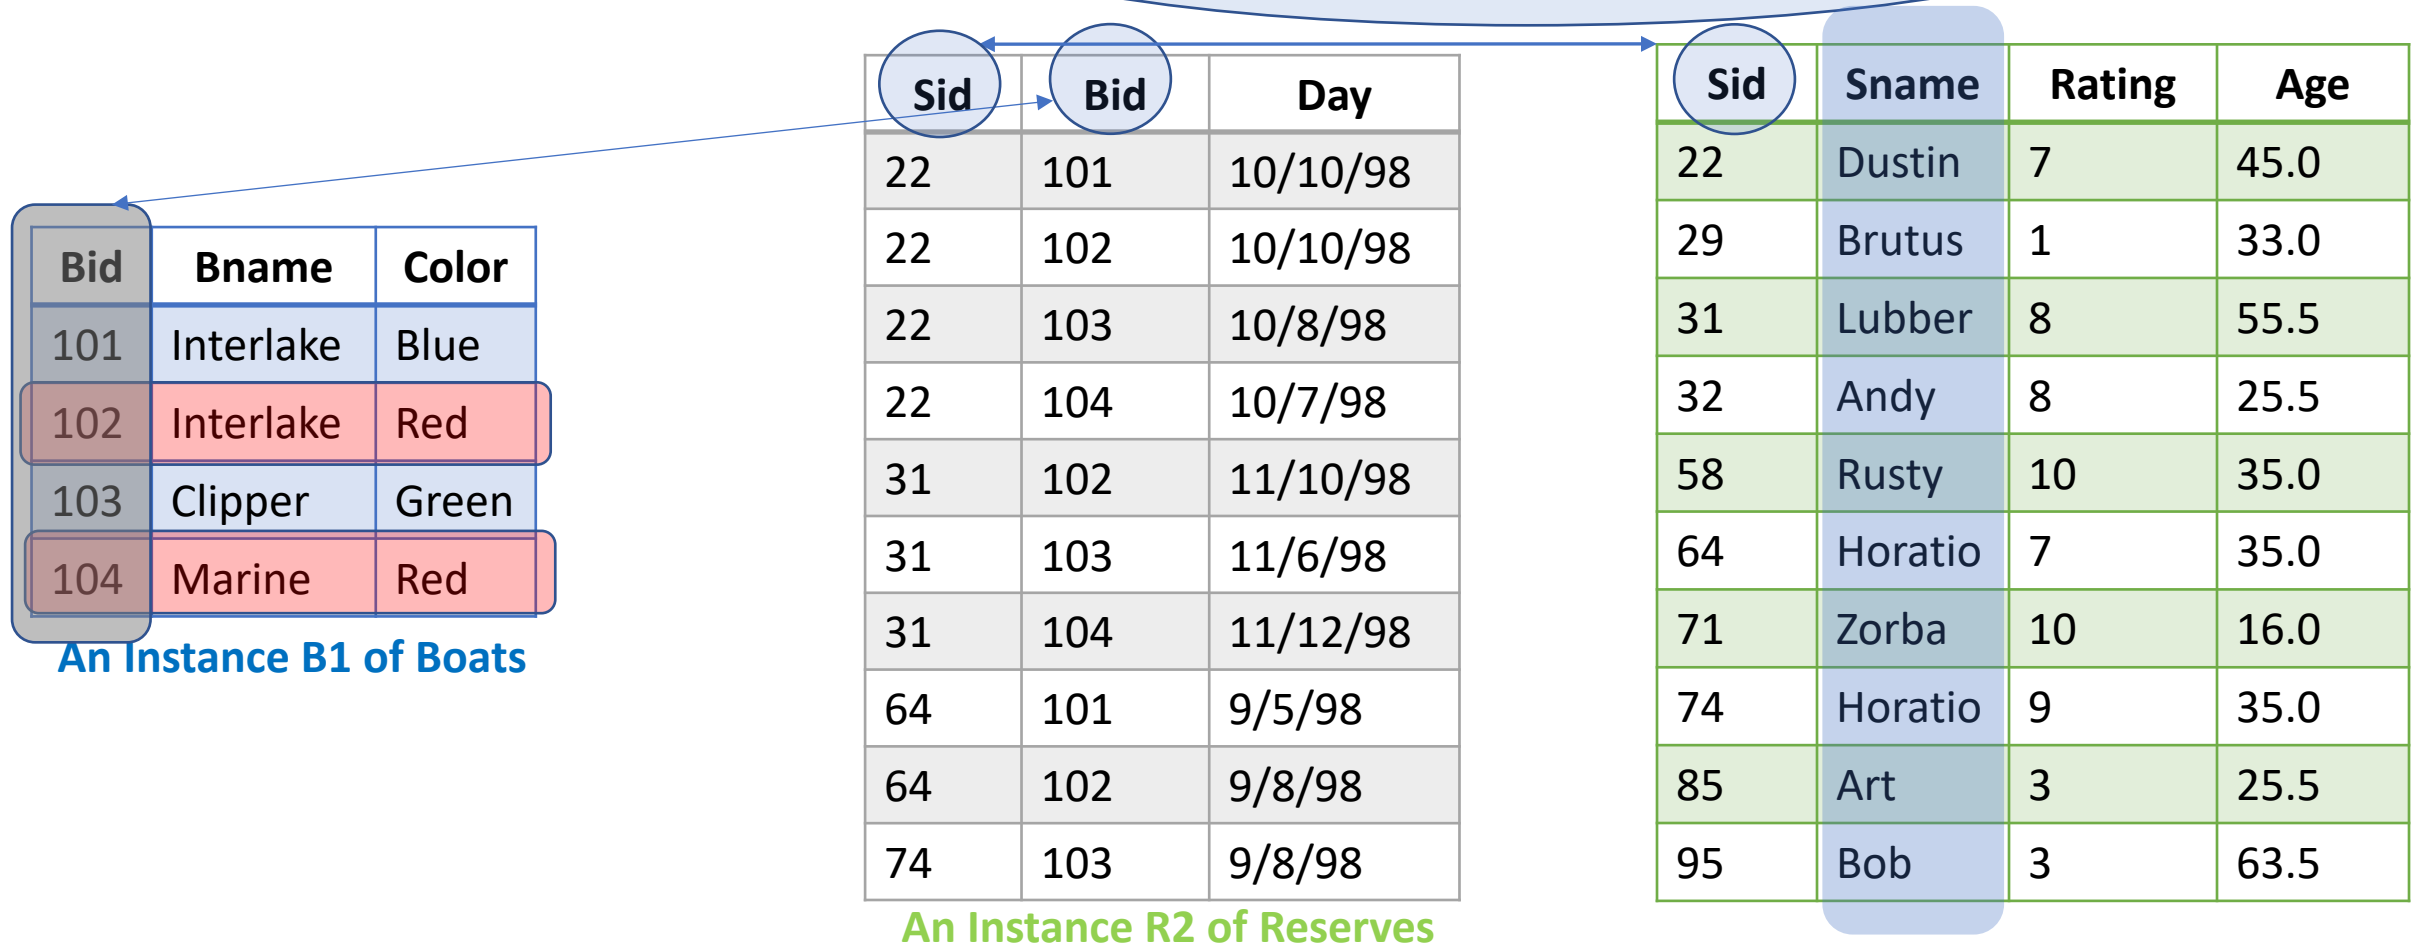 Bid Bname Color
101 Interlake Blue
102 Interlake Red
103 Clipper Green
104 Marine Red
An Instance B1 of Boats
Sid Bid Day
22 101 10/10/98
22 102 10/10/98
22 103 10/8/98
22 104 10/7/98
31 102 11/10/98
31 103 11/6/98
31 104 11/12/98
64 101 9/5/98
64 102 9/8/98
74 103 9/8/98
An Instance R2 of Reserves
Sid Sname Rating Age
22 Dustin 7 45.0
29 Brutus 1 33.0
31 Lubber 8 55.5
32 Andy 8 25.5
58 Rusty 10 35.0
64 Horatio 7 35.0
71 Zorba 10 16.0
74 Horatio 9 35.0
85 Art 3 25.5
95 Bob 3 63.5